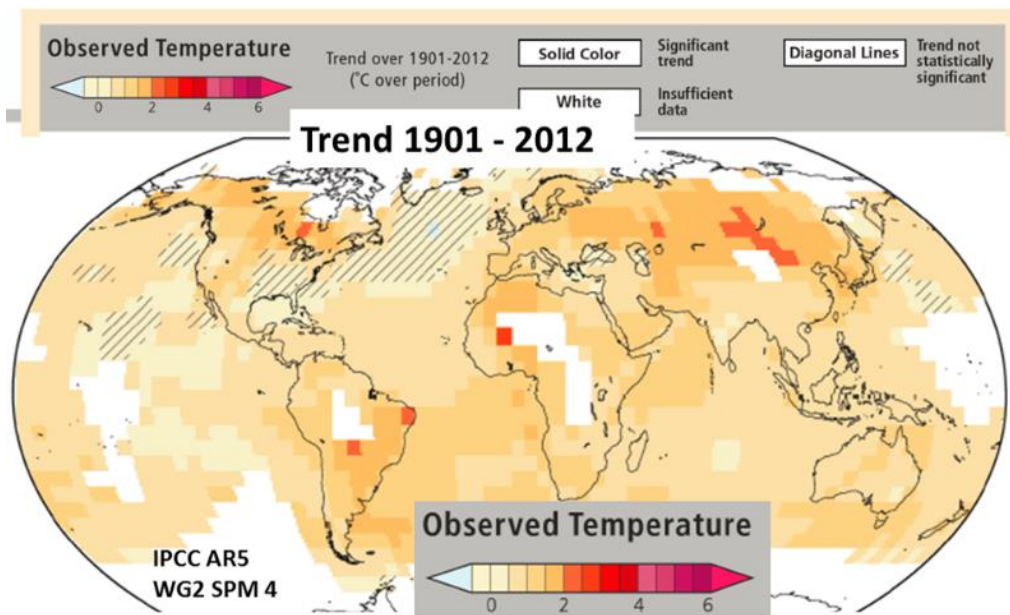 Observed Temperature
0 2 4 6
Trend over 1901-2012
(°C over period)
Solid Color
Significant
trend
White
Insufficient
data
Diagonal Lines
Trend not
statistically
significant
Trend 1901 - 2012
IPCC AR5
WG2 SPM 4
Observed Temperature
0 2 4 6